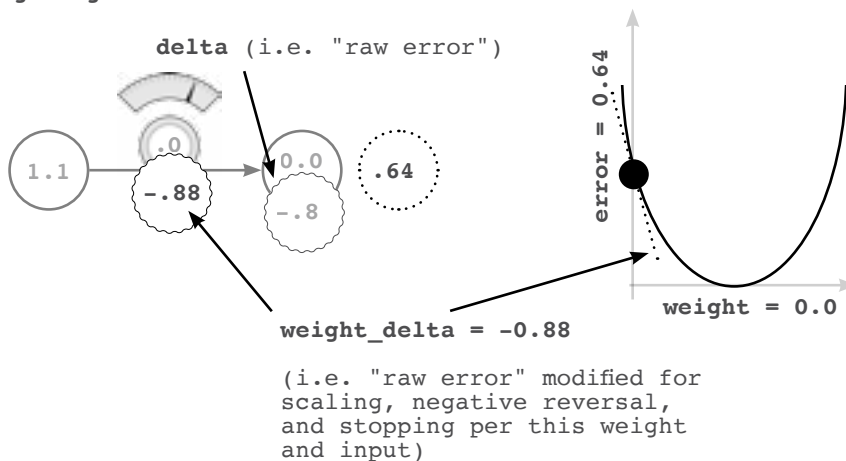 delta (i.e. "raw error")
.0
1.1
-.88
0.0
-.8
.64
error = 0.64
weight = 0.0
weight_delta = -0.88
(i.e. "raw error" modified for
scaling, negative reversal,
and stopping per this weight
and input)